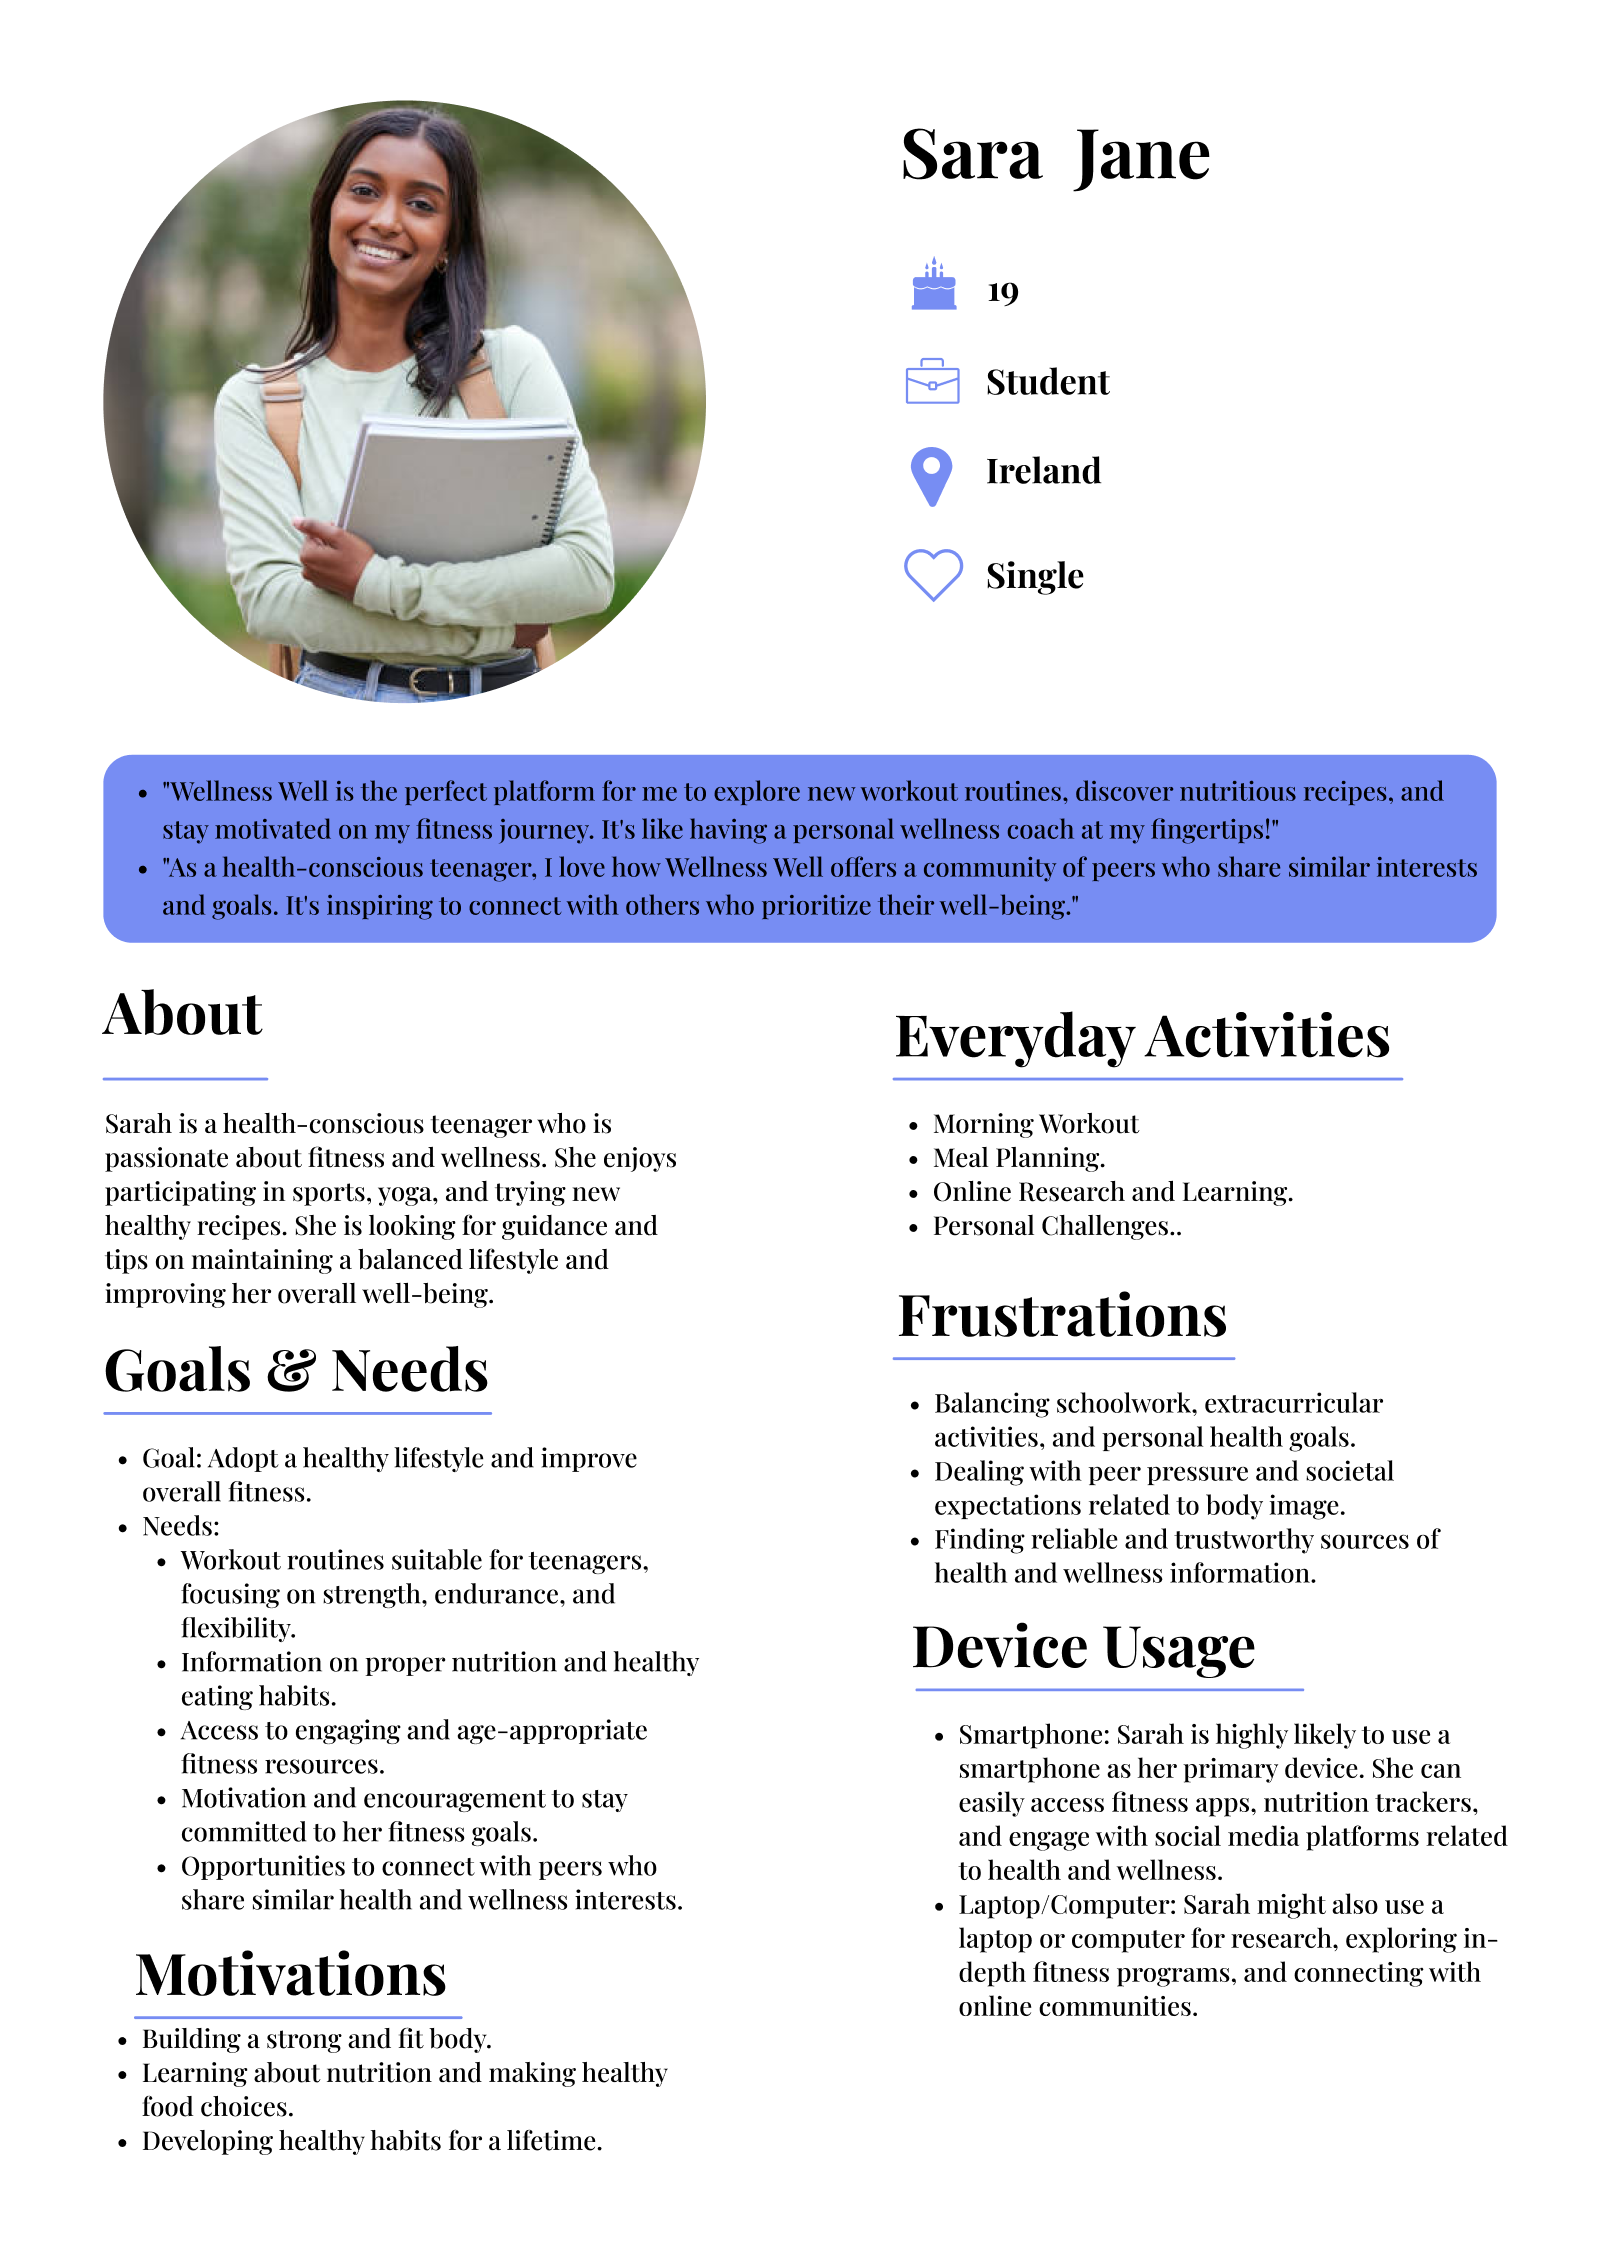 Sara Jane
19
Student
Ireland
Single
• "Wellness Well is the perfect platform for me to explore new workout routines, discover nutritious recipes, and
stay motivated on my fitness journey. It's like having a personal wellness coach at my fingertips!"
• "As a health-conscious teenager, I love how Wellness Well offers a community of peers who share similar interests
and goals. It's inspiring to connect with others who prioritize their well-being."
About
Sarah is a health-conscious teenager who is
passionate about fitness and wellness. She enjoys
participating in sports, yoga, and trying new
healthy recipes. She is looking for guidance and
tips on maintaining a balanced lifestyle and
improving her overall well-being.
Goals & Needs
• Goal: Adopt a healthy lifestyle and improve
overall fitness.
• Needs:
• Workout routines suitable for teenagers,
focusing on strength, endurance, and
flexibility.
• Information on proper nutrition and healthy
eating habits.
• Access to engaging and age-appropriate
fitness resources.
• Motivation and encouragement to stay
committed to her fitness goals.
• Opportunities to connect with peers who
share similar health and wellness interests.
Motivations
• Building a strong and fit body.
• Learning about nutrition and making healthy
food choices.
• Developing healthy habits for a lifetime.
Everyday Activities
• Morning Workout
• Meal Planning.
• Online Research and Learning.
• Personal Challenges..
Frustrations
• Balancing schoolwork, extracurricular
activities, and personal health goals.
• Dealing with peer pressure and societal
expectations related to body image.
• Finding reliable and trustworthy sources of
health and wellness information.
Device Usage
• Smartphone: Sarah is highly likely to use a
smartphone as her primary device. She can
easily access fitness apps, nutrition trackers,
and engage with social media platforms related
to health and wellness.
• Laptop/Computer: Sarah might also use a
laptop or computer for research, exploring in-
depth fitness programs, and connecting with
online communities.